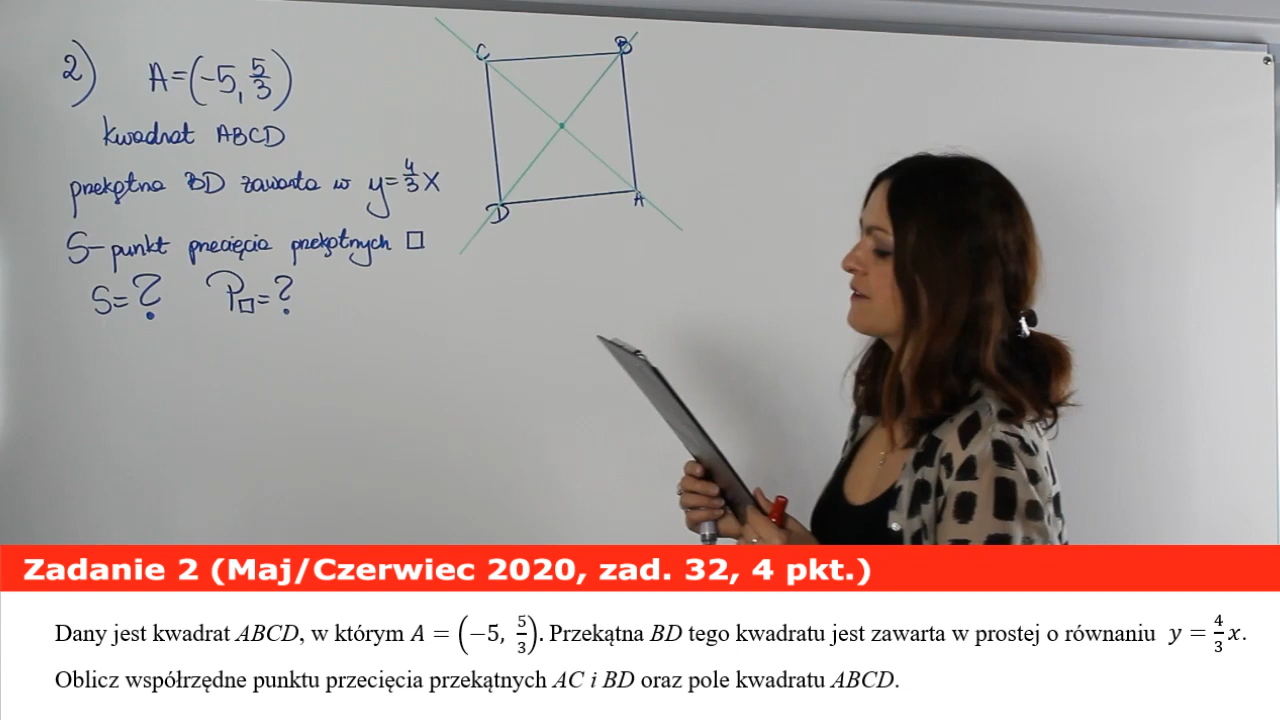 2) A=(-5, 5/3)
kwadrat ABCD
przekątna BD zawarta w y=4/3x
S-punkt przecięcia przekątnych □
S=? P□=?
C B
D A
Zadanie 2 (Maj/Czerwiec 2020, zad. 32, 4 pkt.)
Dany jest kwadrat ABCD, w którym A = (−5, 5/3). Przekątna BD tego kwadratu jest zawarta w prostej o równaniu y = 4/3x.
Oblicz współrzędne punktu przecięcia przekątnych AC i BD oraz pole kwadratu ABCD.